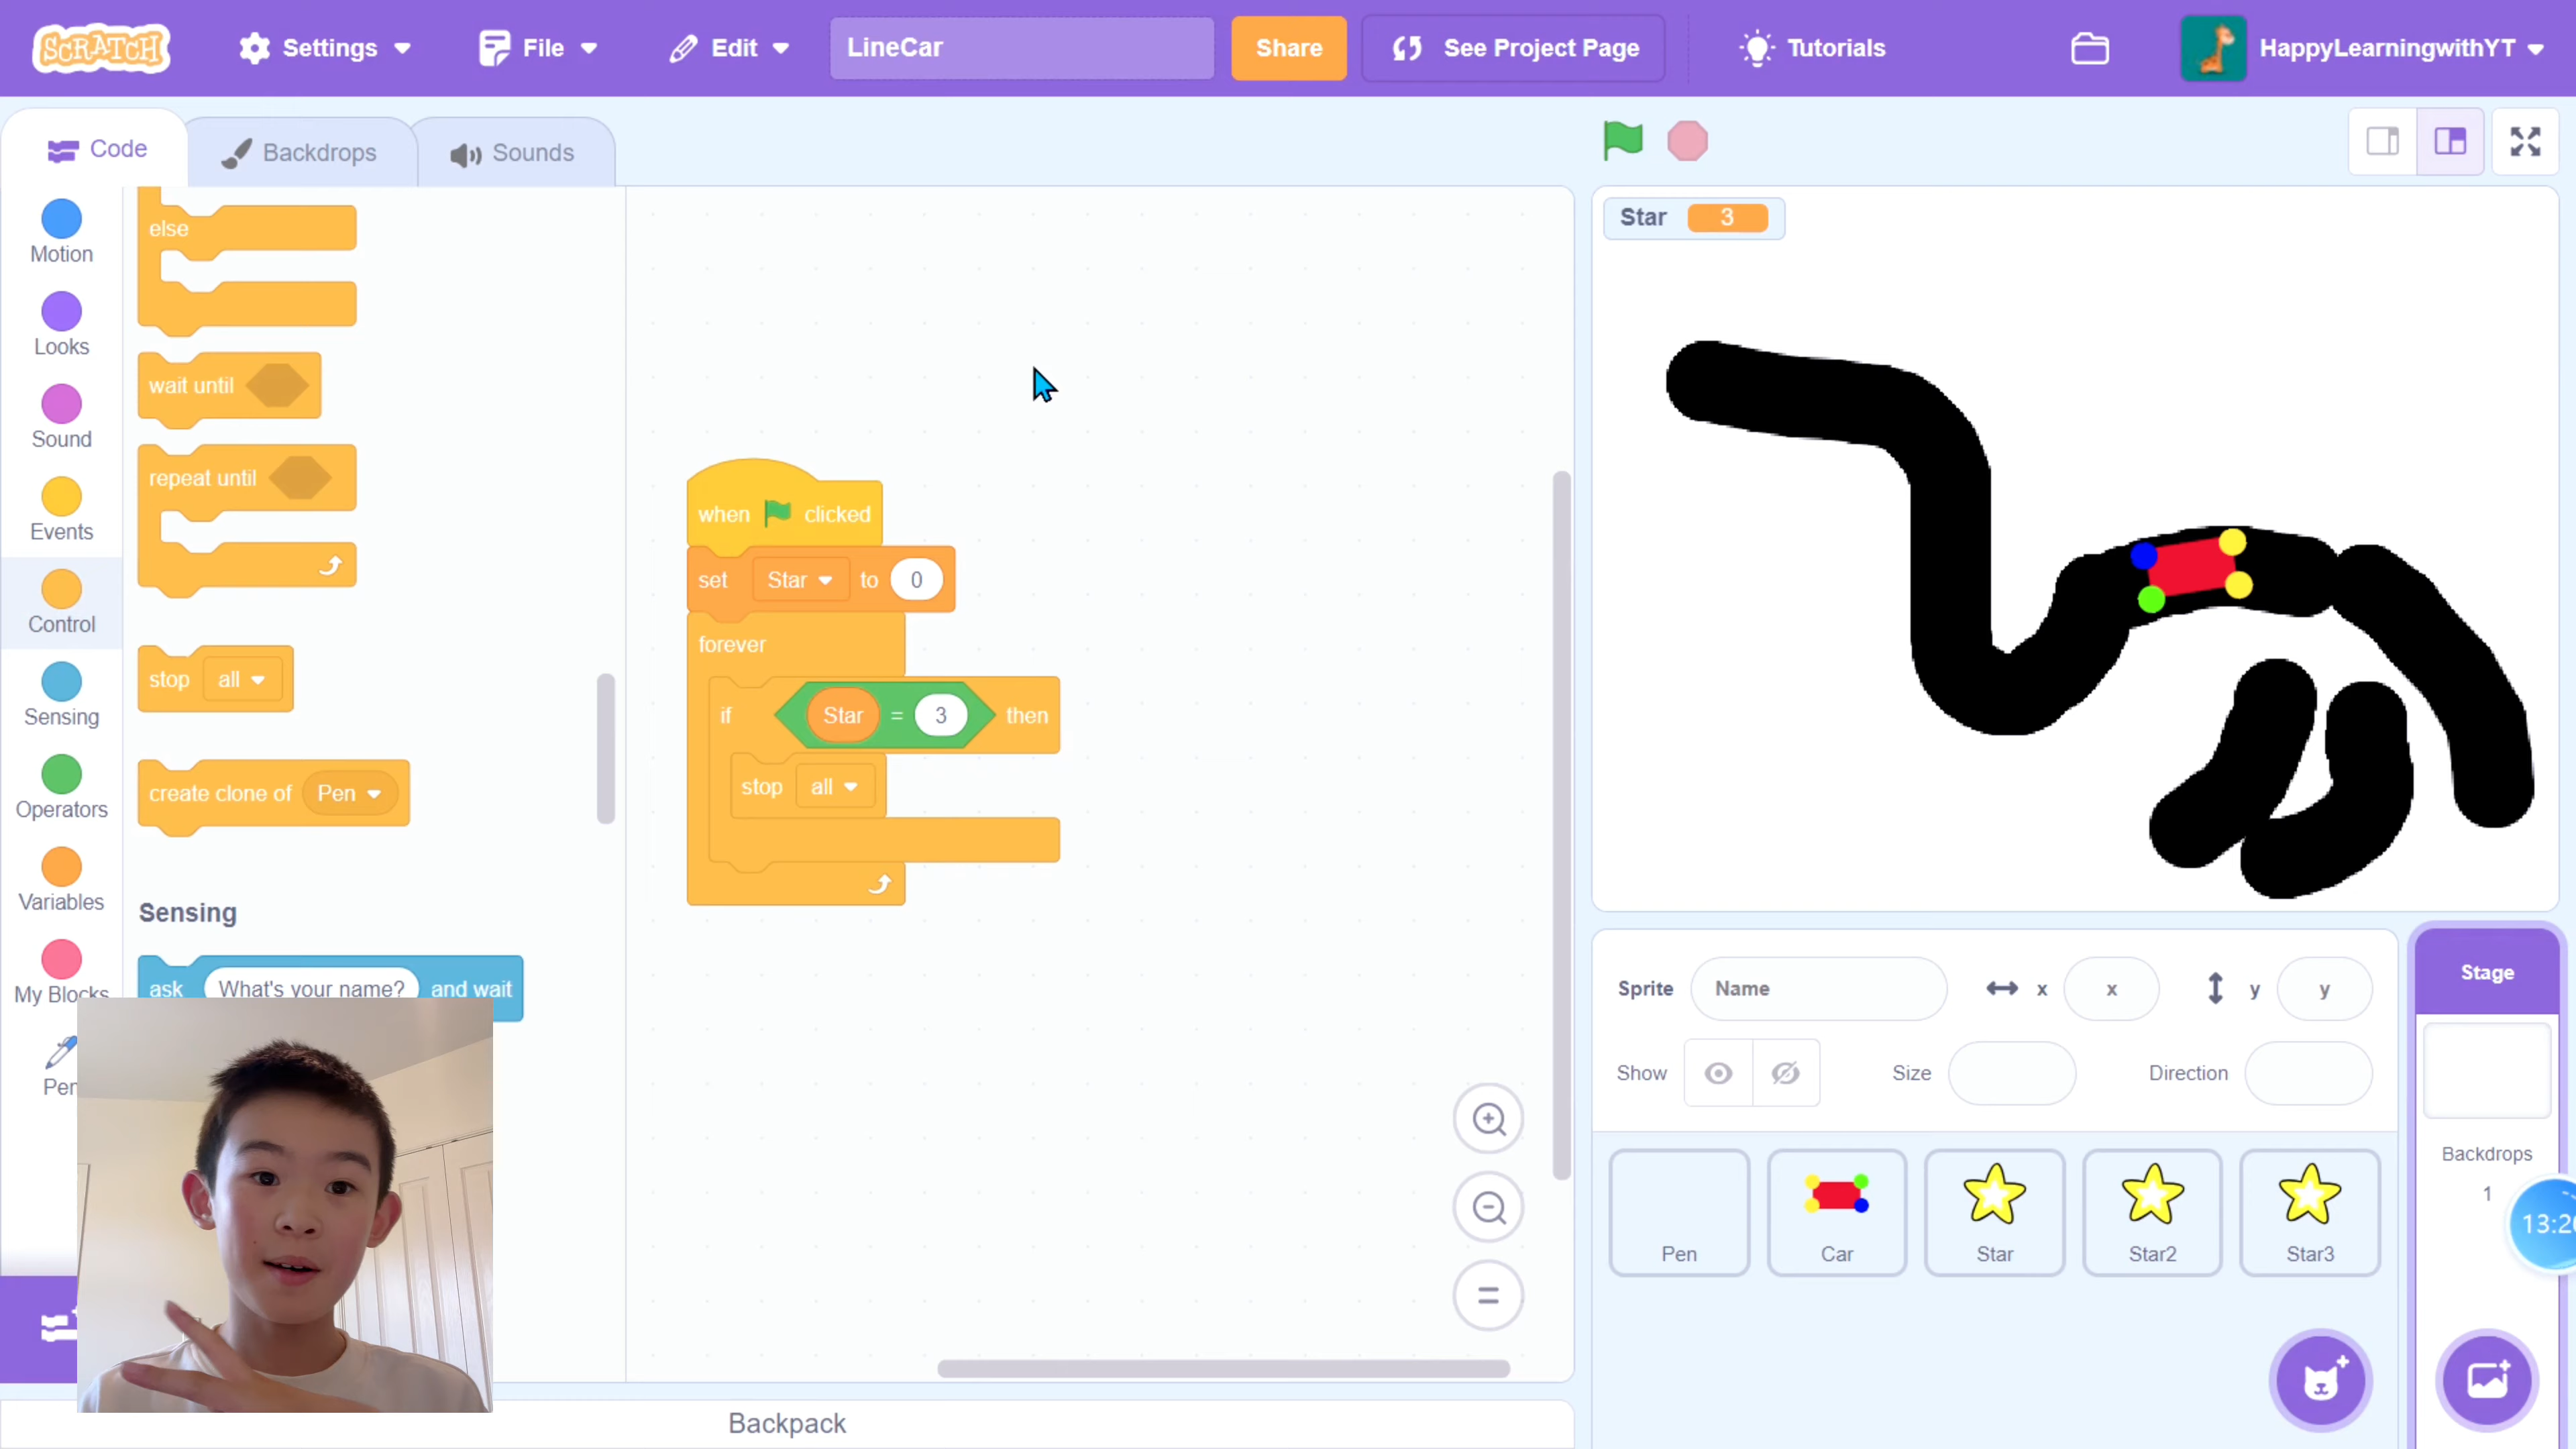 SCRATCH
Settings
File
Edit
LineCar
Share
See Project Page
Tutorials
HappyLearningwithYT
Code
Backdrops
Sounds
Motion
Looks
Sound
Events
Control
Sensing
Operators
Variables
My Blocks
else
wait until
repeat until
stop all
create clone of Pen
Sensing
ask What's your name? and wait
when clicked
set Star to 0
forever
if Star = 3 then
stop all
Backpack
Star 3
Sprite Name x x y y
Show Size Direction
Pen
Car
Star
Star2
Star3
Stage
Backdrops
1